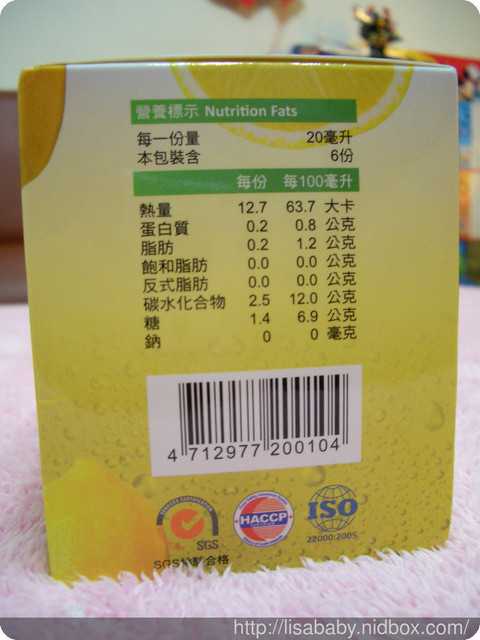 營養標示 Nutrition Fats
每一份量 20毫升
本包裝含 6份
每份 每100毫升
熱量 12.7 63.7 大卡
蛋白質 0.2 0.8 公克
脂肪 0.2 1.2 公克
飽和脂肪 0.0 0.0 公克
反式脂肪 0.0 0.0 公克
碳水化合物 2.5 12.0 公克
糖 1.4 6.9 公克
鈉 0 0 毫克
4 712977 200104
SGS
HACCP
ISO
22000:2005
SGS 合格
http://lisababy.nidbox.com/